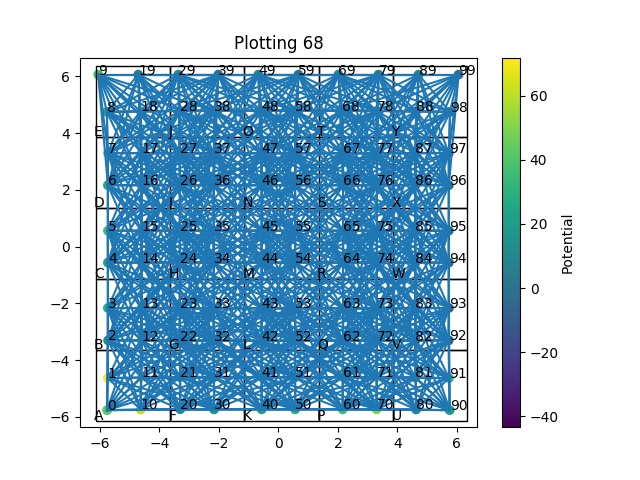 Plotting 68
9 19 29 39 49 59 69 79 89 99
8 18 28 38 48 58 68 78 88 98
E J O T Y
7 17 27 37 47 57 67 77 87 97
6 16 26 36 46 56 66 76 86 96
D I N S X
5 15 25 35 45 55 65 75 85 95
4 14 24 34 44 54 64 74 84 94
C H M R W
3 13 23 33 43 53 63 73 83 93
2 12 22 32 42 52 62 72 82 92
B G L Q V
1 11 21 31 41 51 61 71 81 91
0 10 20 30 40 50 60 70 80 90
A F K P U
6
4
2
0
−2
−4
−6
−6 −4 −2 0 2 4 6
60
40
20
0
−20
−40
Potential